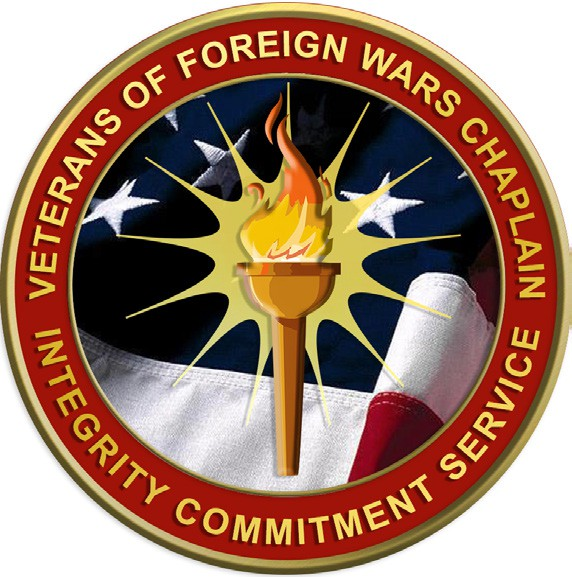 VETERANS OF FOREIGN WARS CHAPLAIN
INTEGRITY COMMITMENT SERVICE